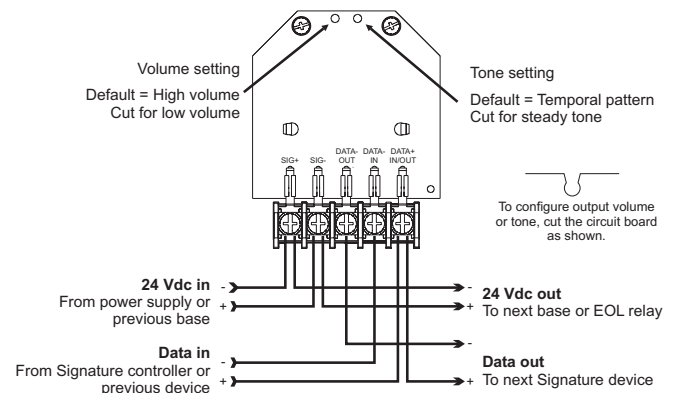 Volume setting
Default = High volume
Cut for low volume
Tone setting
Default = Temporal pattern
Cut for steady tone
SIG+ SIG- DATA- OUT DATA- IN DATA+ IN/OUT
To configure output volume
or tone, cut the circuit board
as shown.
24 Vdc in -
From power supply or +
previous base
- 24 Vdc out
+ To next base or EOL relay
Data in -
From Signature controller or +
previous device
-
Data out
+ To next Signature device